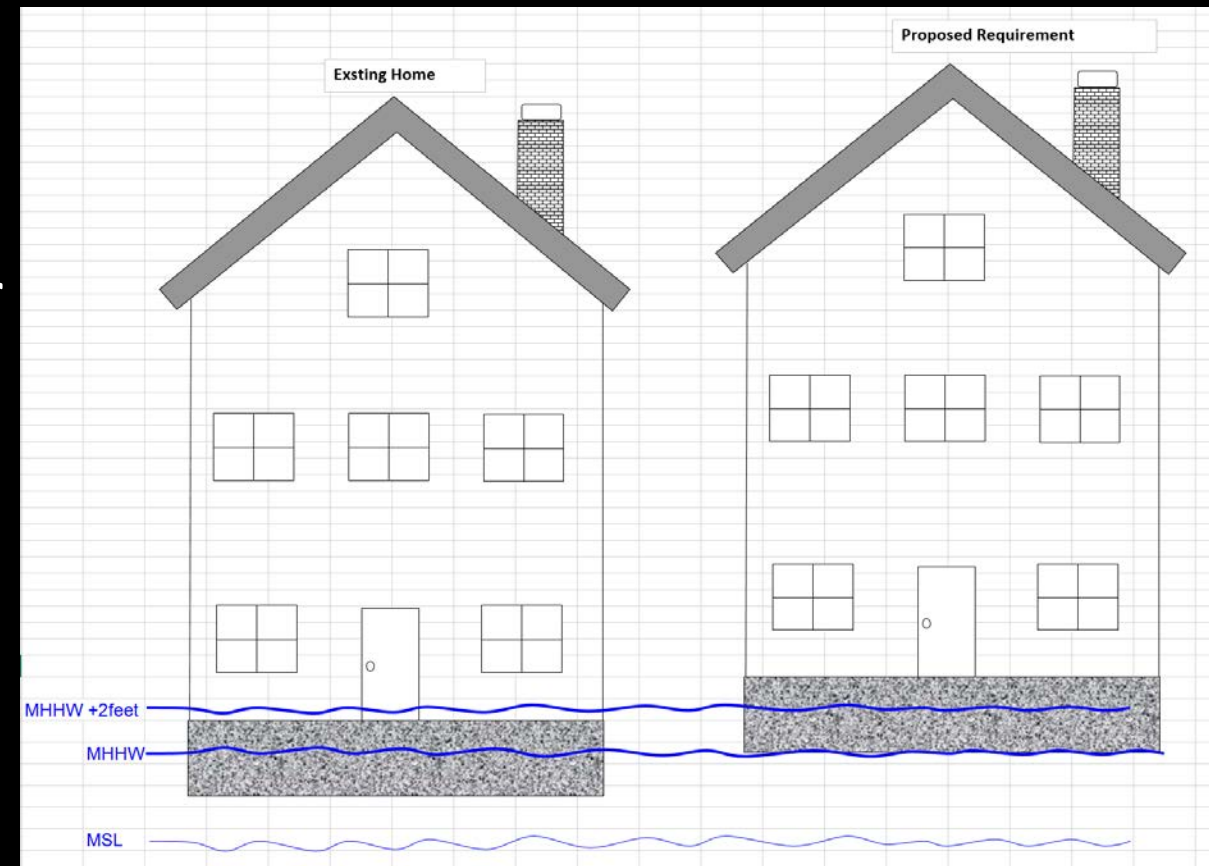 Proposed Requirement
Exsting Home
MHHW +2feet
MHHW
MSL